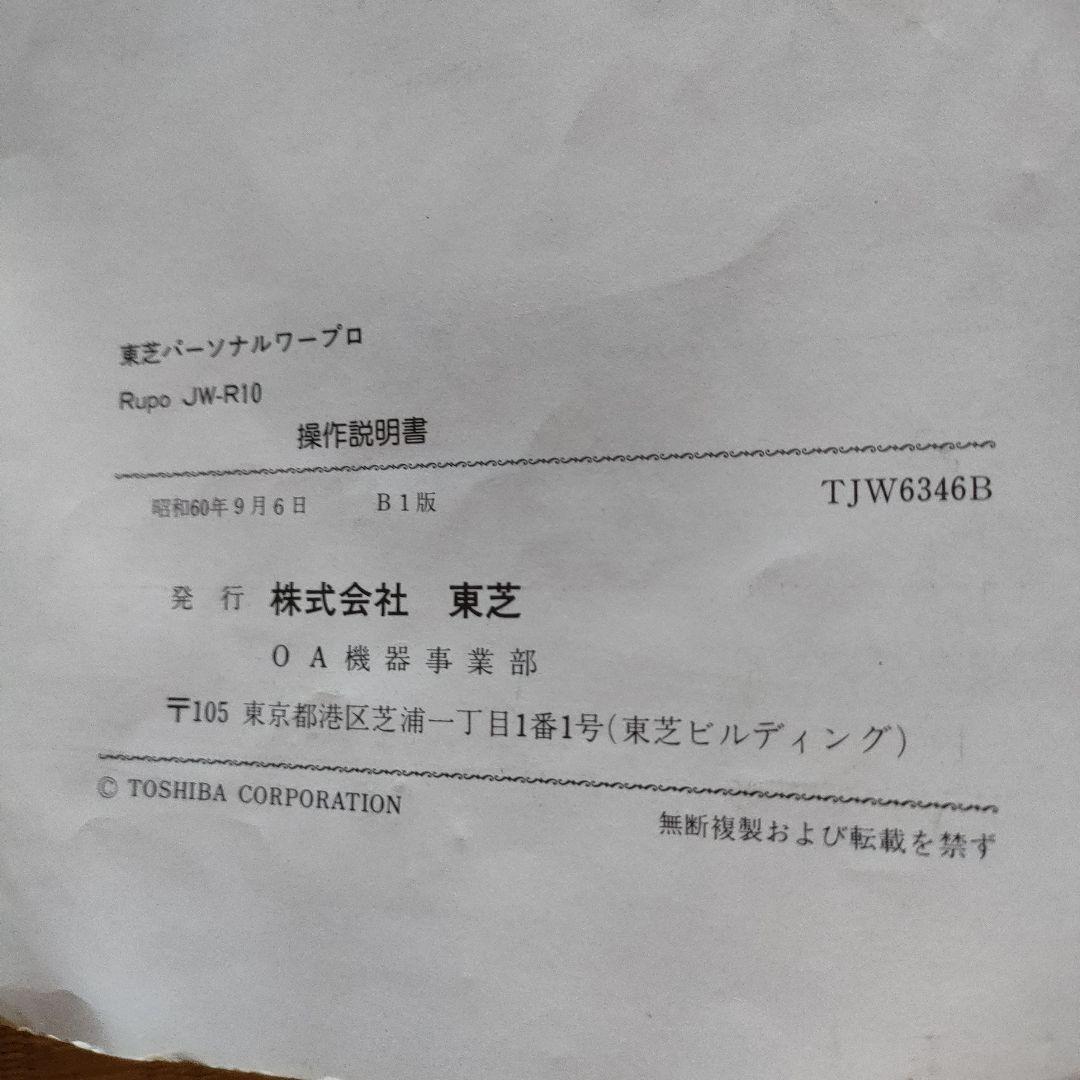 東芝パーソナルワープロ
Rupo JW-R10
操作説明書
昭和60年9月6日 B1版 TJW6346B
発行 株式会社 東芝
OA機器事業部
〒105 東京都港区芝浦一丁目1番1号(東芝ビルディング)
© TOSHIBA CORPORATION
無断複製および転載を禁ず